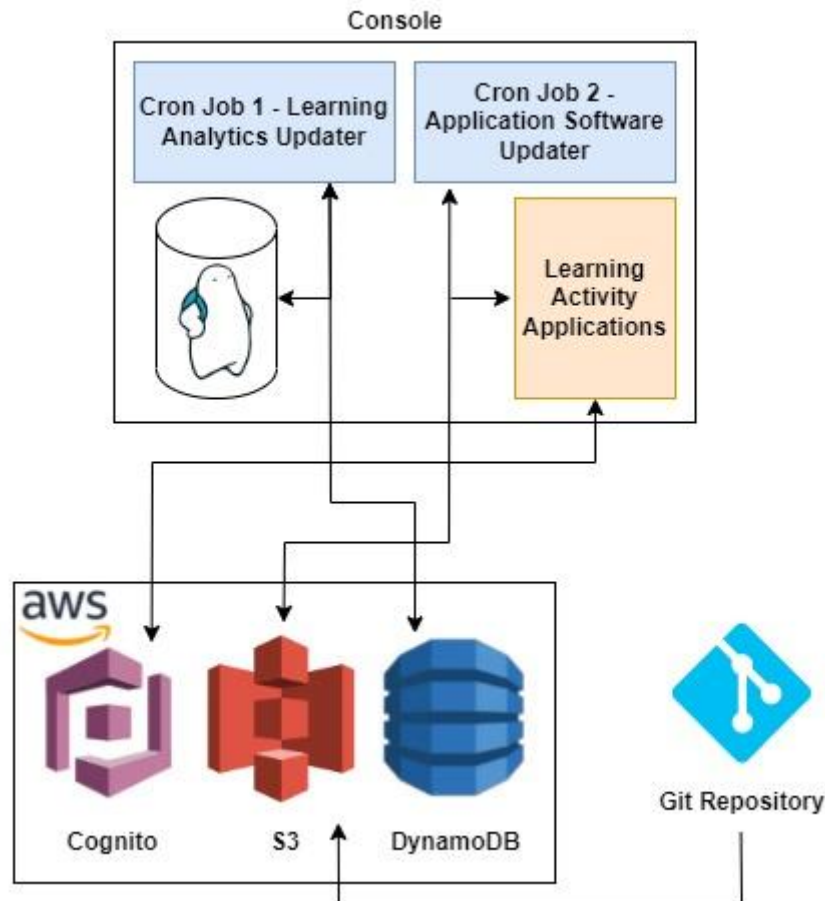 Console
Cron Job 1 - Learning
Analytics Updater
Cron Job 2 -
Application Software
Updater
Learning
Activity
Applications
aws
Cognito
S3
DynamoDB
Git Repository